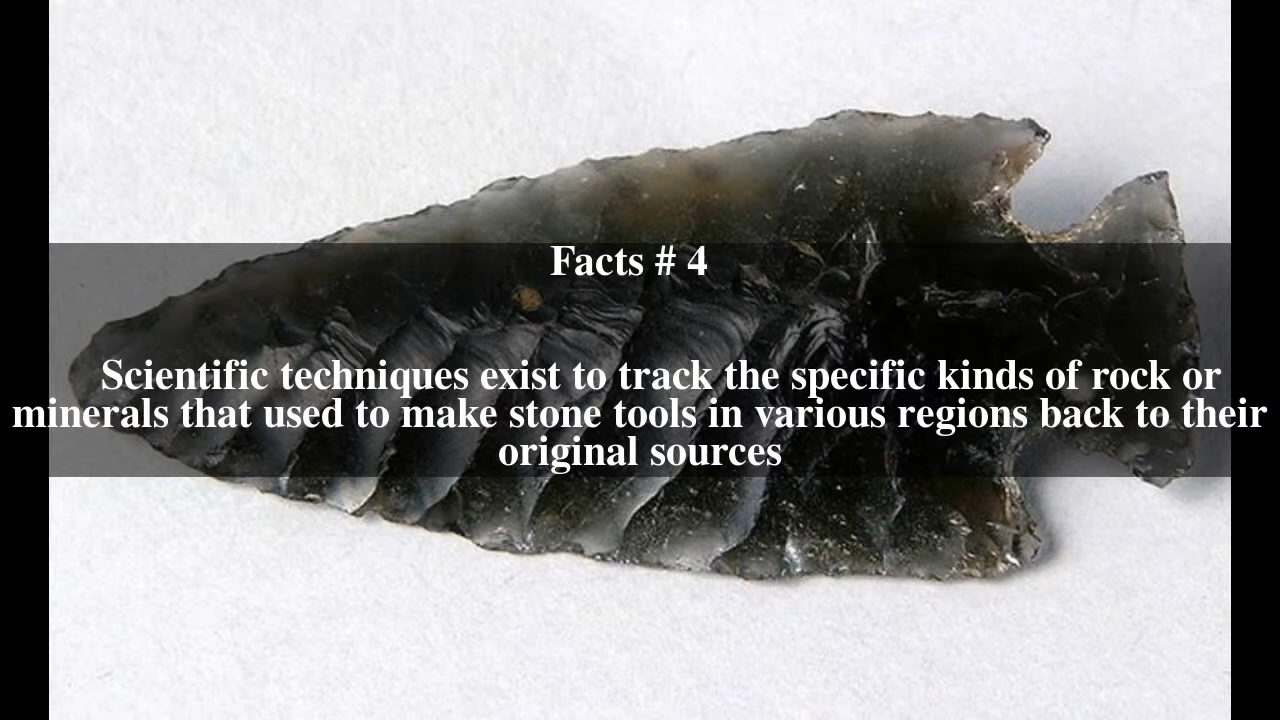 Facts # 4
Scientific techniques exist to track the specific kinds of rock or
minerals that used to make stone tools in various regions back to their
original sources